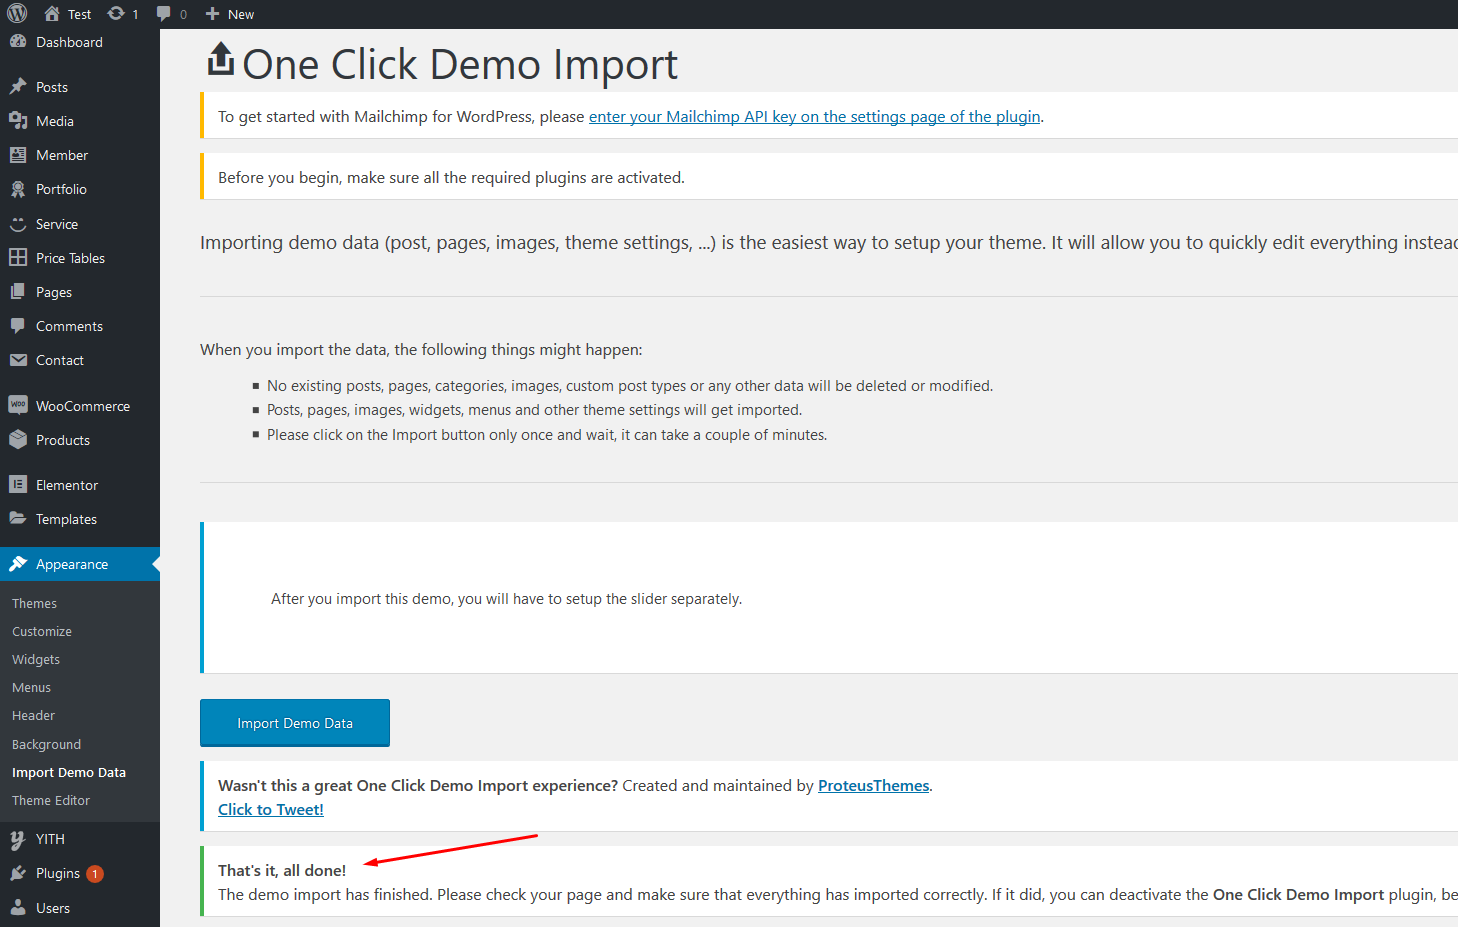 Test 1 0 New
Dashboard
Posts
Media
Member
Portfolio
Service
Price Tables
Pages
Comments
Contact
WooCommerce
Products
Elementor
Templates
Appearance
Themes
Customize
Widgets
Menus
Header
Background
Import Demo Data
Theme Editor
YITH
Plugins 1
Users
One Click Demo Import
To get started with Mailchimp for WordPress, please enter your Mailchimp API key on the settings page of the plugin.
Before you begin, make sure all the required plugins are activated.
Importing demo data (post, pages, images, theme settings, ...) is the easiest way to setup your theme. It will allow you to quickly edit everything instead
When you import the data, the following things might happen:
No existing posts, pages, categories, images, custom post types or any other data will be deleted or modified.
Posts, pages, images, widgets, menus and other theme settings will get imported.
Please click on the Import button only once and wait, it can take a couple of minutes.
After you import this demo, you will have to setup the slider separately.
Import Demo Data
Wasn't this a great One Click Demo Import experience? Created and maintained by ProteusThemes.
Click to Tweet!
That's it, all done!
The demo import has finished. Please check your page and make sure that everything has imported correctly. If it did, you can deactivate the One Click Demo Import plugin, be